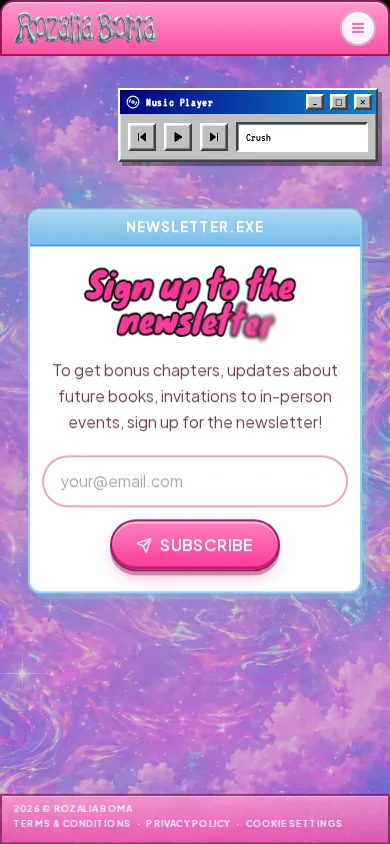 Rozalia Boma
Music Player
Crush
NEWSLETTER.EXE
Sign up to the
newsletter
To get bonus chapters, updates about
future books, invitations to in-person
events, sign up for the newsletter!
your@email.com
SUBSCRIBE
2026 © ROZALIA BOMA
TERMS & CONDITIONS · PRIVACY POLICY · COOKIE SETTINGS